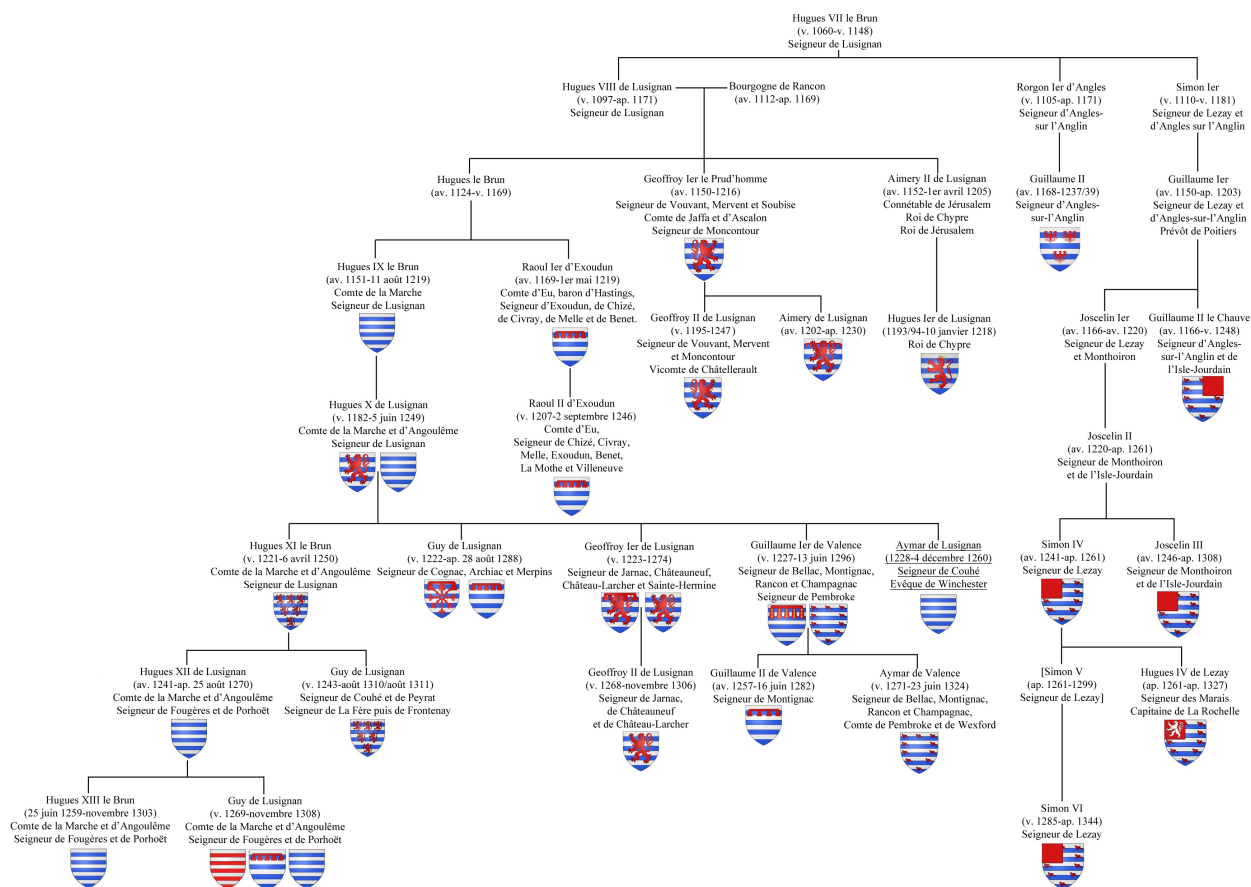 Hugues VII le Brun
(v. 1060-v. 1148)
Seigneur de Lusignan
Hugues VIII de Lusignan
(v. 1097-ap. 1171)
Seigneur de Lusignan
Bourgogne de Rancon
(av. 1112-ap. 1169)
Rorgon Ier d'Angles
(v. 1105-ap. 1171)
Seigneur d'Angles-
sur l'Anglin
Simon Ier
(v. 1110-v. 1181)
Seigneur de Lezay et
d'Angles sur l'Anglin
Hugues le Brun
(av. 1124-v. 1169)
Geoffroy Ier le Prud'homme
(av. 1150-1216)
Seigneur de Vouvant, Mervent et Soubise
Comte de Jaffa et d'Ascalon
Seigneur de Moncontour
Aimery II de Lusignan
(av. 1152-1er avril 1205)
Connétable de Jérusalem
Roi de Chypre
Roi de Jérusalem
Guillaume II
(av. 1168-1237/39)
Seigneur d'Angles-
sur-l'Anglin
Guillaume Ier
(av. 1150-ap. 1203)
Seigneur de Lezay et
d'Angles-sur-l'Anglin
Prévôt de Poitiers
Hugues IX le Brun
(av. 1151-11 août 1219)
Comte de la Marche
Seigneur de Lusignan
Raoul Ier d'Exoudun
(av. 1169-1er mai 1219)
Comte d'Eu, baron d'Hastings,
Seigneur d'Exoudun, de Chizé,
de Civray, de Melle et de Benet.
Geoffroy II de Lusignan
(v. 1195-1247)
Seigneur de Vouvant, Mervent
et Moncontour
Vicomte de Châtellerault
Aimery de Lusignan
(av. 1202-ap. 1230)
Hugues Ier de Lusignan
(1193/94-10 janvier 1218)
Roi de Chypre
Joscelin Ier
(av. 1166-av. 1220)
Seigneur de Lezay
et Monthoiron
Guillaume II le Chauve
(av. 1166-v. 1248)
Seigneur d'Angles-
sur-l'Anglin et de
l'Isle-Jourdain
Hugues X de Lusignan
(v. 1182-5 juin 1249)
Comte de la Marche et d'Angoulême
Seigneur de Lusignan
Raoul II d'Exoudun
(v. 1207-2 septembre 1246)
Comte d'Eu,
Seigneur de Chizé, Civray,
Melle, Exoudun, Benet,
La Mothe et Villeneuve
Joscelin II
(av. 1220-ap. 1261)
Seigneur de Monthoiron
et de l'Isle-Jourdain
Hugues XI le Brun
(v. 1221-6 avril 1250)
Comte de la Marche et d'Angoulême
Seigneur de Lusignan
Guy de Lusignan
(v. 1222-ap. 28 août 1288)
Seigneur de Cognac, Archiac et Merpins
Geoffroy Ier de Lusignan
(v. 1223-1274)
Seigneur de Jarnac, Châteauneuf,
Château-Larcher et Sainte-Hermine
Guillaume Ier de Valence
(v. 1227-13 juin 1296)
Seigneur de Bellac, Montignac,
Rancon et Champagnac
Seigneur de Pembroke
Aymar de Lusignan
(1228-4 décembre 1260)
Seigneur de Couhé
Evêque de Winchester
Simon IV
(av. 1241-ap. 1261)
Seigneur de Lezay
Joscelin III
(av. 1246-ap. 1308)
Seigneur de Monthoiron
et de l'Isle-Jourdain
Hugues XII de Lusignan
(av. 1241-ap. 25 août 1270)
Comte de la Marche et d'Angoulême
Seigneur de Fougères et de Porhoët
Guy de Lusignan
(v. 1243-août 1310/août 1311)
Seigneur de Couhé et de Peyrat
Seigneur de La Fère puis de Frontenay
Geoffroy II de Lusignan
(v. 1268-novembre 1306)
Seigneur de Jarnac,
de Châteauneuf
et de Château-Larcher
Guillaume II de Valence
(av. 1257-16 juin 1282)
Seigneur de Montignac
Aymar de Valence
(v. 1271-23 juin 1324)
Seigneur de Bellac, Montignac,
Rancon et Champagnac,
Comte de Pembroke et de Wexford
[Simon V
(ap. 1261-1299)
Seigneur de Lezay]
Hugues IV de Lezay
(ap. 1261-ap. 1327)
Seigneur des Marais
Capitaine de La Rochelle
Hugues XIII le Brun
(25 juin 1259-novembre 1303)
Comte de la Marche et d'Angoulême
Seigneur de Fougères et de Porhoët
Guy de Lusignan
(v. 1269-novembre 1308)
Comte de la Marche et d'Angoulême
Seigneur de Fougères et de Porhoët
Simon VI
(v. 1285-ap. 1344)
Seigneur de Lezay